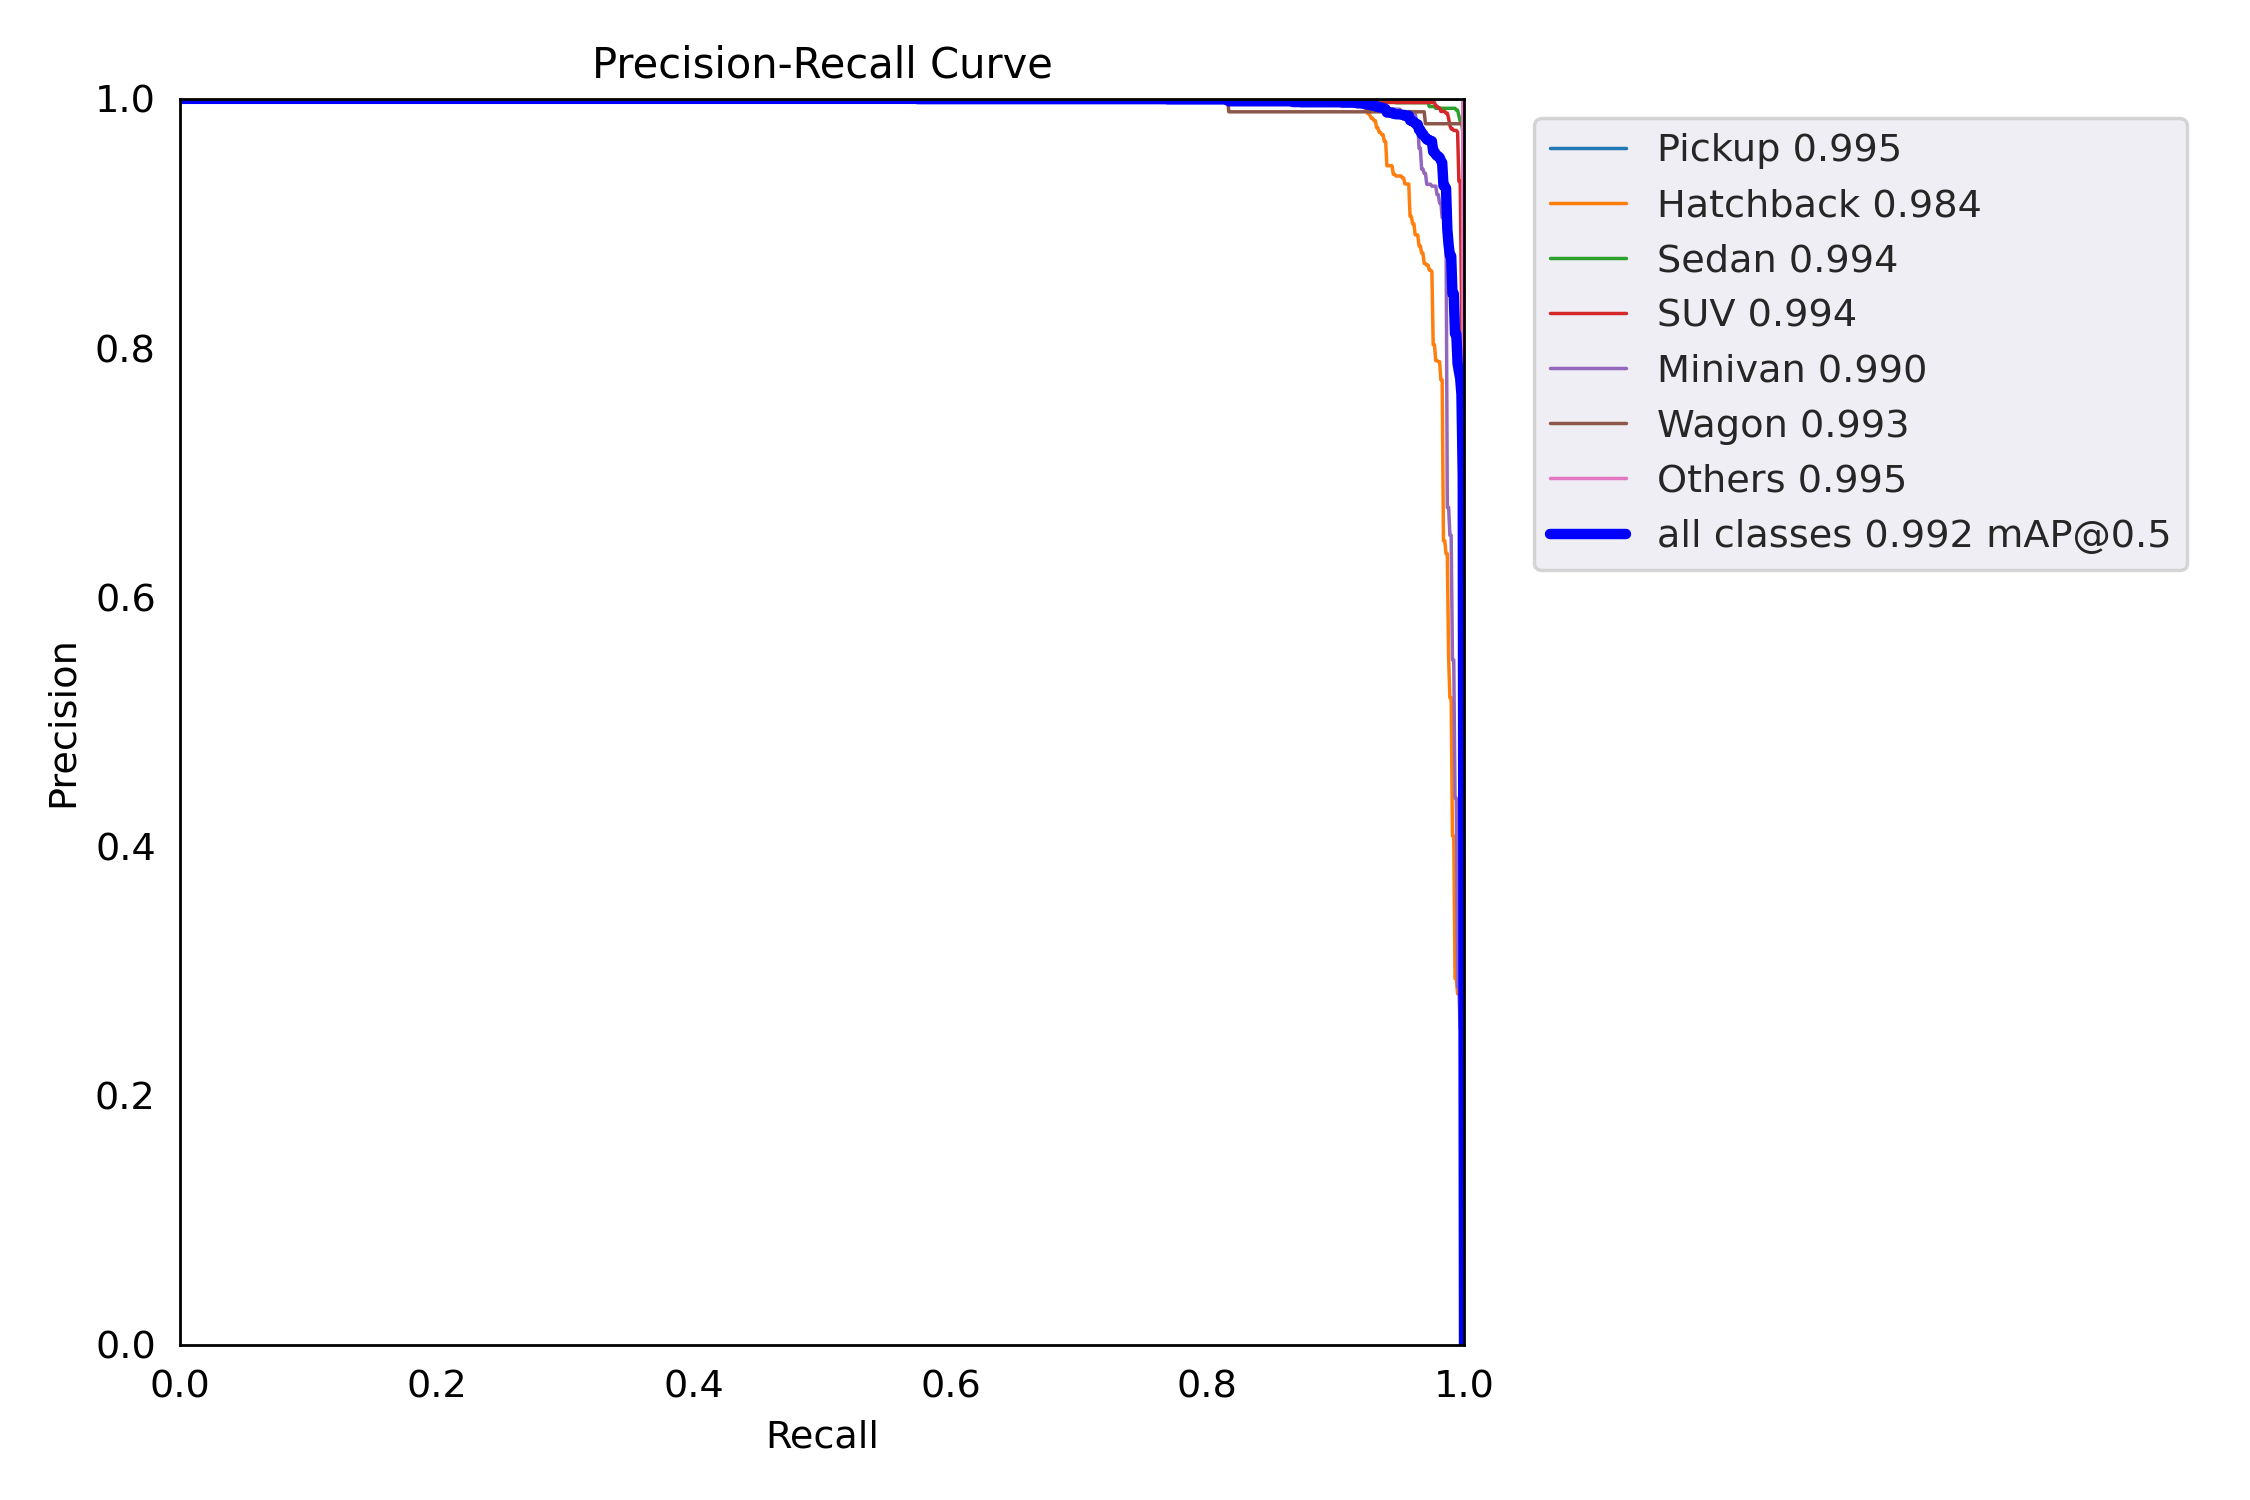 Precision-Recall Curve
1.0
0.8
0.6
0.4
0.2
0.0
Precision
0.0 0.2 0.4 0.6 0.8 1.0
Recall
Pickup 0.995
Hatchback 0.984
Sedan 0.994
SUV 0.994
Minivan 0.990
Wagon 0.993
Others 0.995
all classes 0.992 mAP@0.5